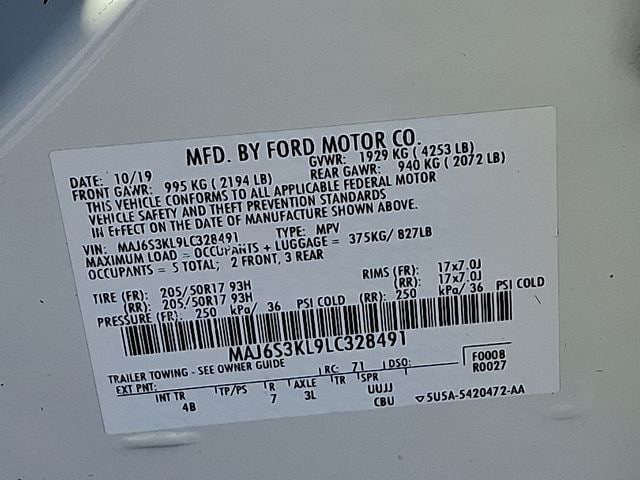 MFD. BY FORD MOTOR CO.
DATE: 10/19 GVWR: 1929 KG ( 4253 LB)
FRONT GAWR: 995 KG ( 2194 LB) REAR GAWR: 940 KG ( 2072 LB)
THIS VEHICLE CONFORMS TO ALL APPLICABLE FEDERAL MOTOR
VEHICLE SAFETY AND THEFT PREVENTION STANDARDS
IN EFFECT ON THE DATE OF MANUFACTURE SHOWN ABOVE.
VIN: MAJ6S3KL9LC328491 TYPE: MPV
MAXIMUM LOAD = OCCUPANTS + LUGGAGE = 375KG/ 827LB
OCCUPANTS = 5 TOTAL; 2 FRONT, 3 REAR
TIRE (FR): 205/50R17 93H RIMS (FR): 17x7.0J
(RR): 205/50R17 93H (RR): 17x7.0J
PRESSURE (FR): 250 kPa/ 36 PSI COLD (RR): 250 kPa/ 36 PSI COLD
MAJ6S3KL9LC328491
TRAILER TOWING - SEE OWNER GUIDE
EXT PNT: RC: 71 DSO: F0008
R0027
INT TR TP/PS R AXLE TR SPR
4B 7 3L UUJJ
CBU 5U5A-5420472-AA